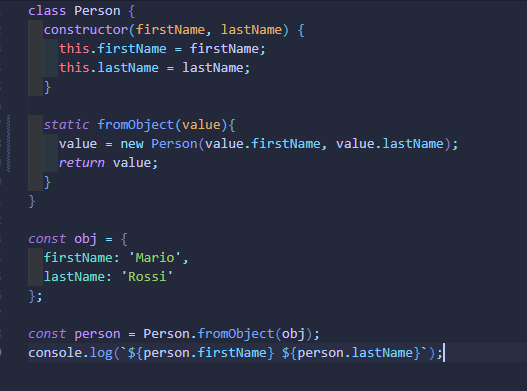 class Person {
  constructor(firstName, lastName) {
    this.firstName = firstName;
    this.lastName = lastName;
  }

  static fromObject(value){
    value = new Person(value.firstName, value.lastName);
    return value;
  }
}

const obj = {
  firstName: 'Mario',
  lastName: 'Rossi'
};

const person = Person.fromObject(obj);
console.log(`${person.firstName} ${person.lastName}`);